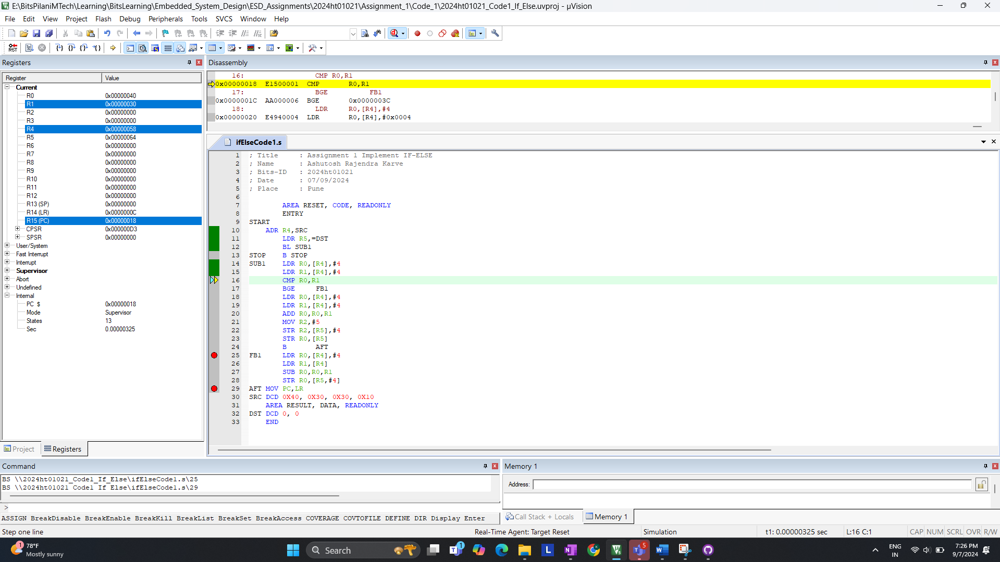 E:\BitsPilaniMTech\Learning\BitsLearning\Embedded_System_Design\ESD_Assignments\2024ht01021\Assignment_1\Code_1\2024ht01021_Code1_If_Else.uvproj - µVision
File Edit View Project Flash Debug Peripherals Tools SVCS Window Help
Registers
Register Value
Current
R0 0x00000040
R1 0x00000030
R2 0x00000000
R3 0x00000000
R4 0x00000058
R5 0x00000064
R6 0x00000000
R7 0x00000000
R8 0x00000000
R9 0x00000000
R10 0x00000000
R11 0x00000000
R12 0x00000000
R13 (SP) 0x00000000
R14 (LR) 0x0000000C
R15 (PC) 0x00000018
CPSR 0x000000D3
SPSR 0x00000000
User/System
Fast Interrupt
Interrupt
Supervisor
Abort
Undefined
Internal
PC $ 0x00000018
Mode Supervisor
States 13
Sec 0.00000325
Project Registers
Disassembly
16: CMP R0,R1
0x00000018 E1500001 CMP R0,R1
17: BGE FB1
0x0000001C AA000006 BGE 0x0000003C
18: LDR R0,[R4],#4
0x00000020 E4940004 LDR R0,[R4],#0x0004
ifElseCode1.s
1 ; Title : Assignment 1 Implement IF-ELSE
2 ; Name : Ashutosh Rajendra Karve
3 ; Bits-ID : 2024ht01021
4 ; Date : 07/09/2024
5 ; Place : Pune
6
7 AREA RESET, CODE, READONLY
8 ENTRY
9 START
10 ADR R4,SRC
11 LDR R5,=DST
12 BL SUB1
13 STOP B STOP
14 SUB1 LDR R0,[R4],#4
15 LDR R1,[R4],#4
16 CMP R0,R1
17 BGE FB1
18 LDR R0,[R4],#4
19 LDR R1,[R4],#4
20 ADD R0,R0,R1
21 MOV R2,#5
22 STR R2,[R5],#4
23 STR R0,[R5]
24 B AFT
25 FB1 LDR R0,[R4],#4
26 LDR R1,[R4]
27 SUB R0,R0,R1
28 STR R0,[R5,#4]
29 AFT MOV PC,LR
30 SRC DCD 0X40, 0X30, 0X30, 0X10
31 AREA RESULT, DATA, READONLY
32 DST DCD 0, 0
33 END
Command
BS \\2024ht01021_Code1_If_Else\ifElseCode1.s\25
BS \\2024ht01021_Code1_If_Else\ifElseCode1.s\29
>
ASSIGN BreakDisable BreakEnable BreakKill BreakList BreakSet BreakAccess COVERAGE COVTOFILE DEFINE DIR Display Enter
Memory 1
Address:
Call Stack + Locals Memory 1
Step one line Real-Time Agent: Target Reset Simulation t1: 0.00000325 sec L:16 C:1 CAP NUM SCRL OVR R/W
1 78°F
Mostly sunny
Search
1
5
ENG
IN
7:26 PM
9/7/2024